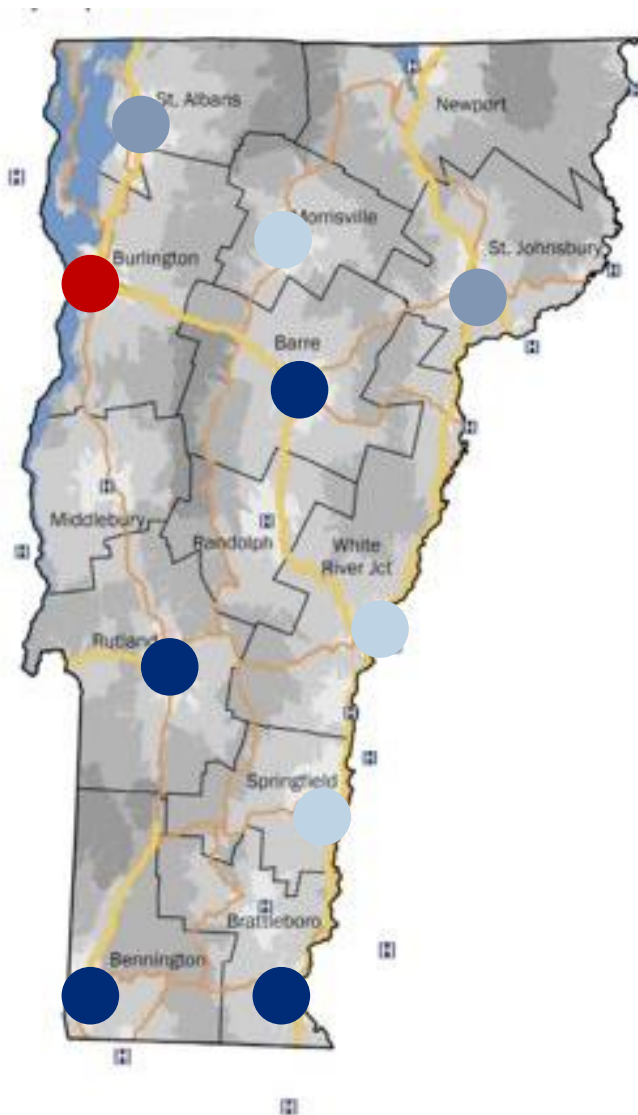 St. Albans
Newport
Morrisville
Burlington
St. Johnsbury
Barre
Middlebury
Randolph
White
River Jct
Rutland
Springfield
Brattleboro
Bennington
H
H
H
H
H
H
H
H
H
H
H
H
H
H